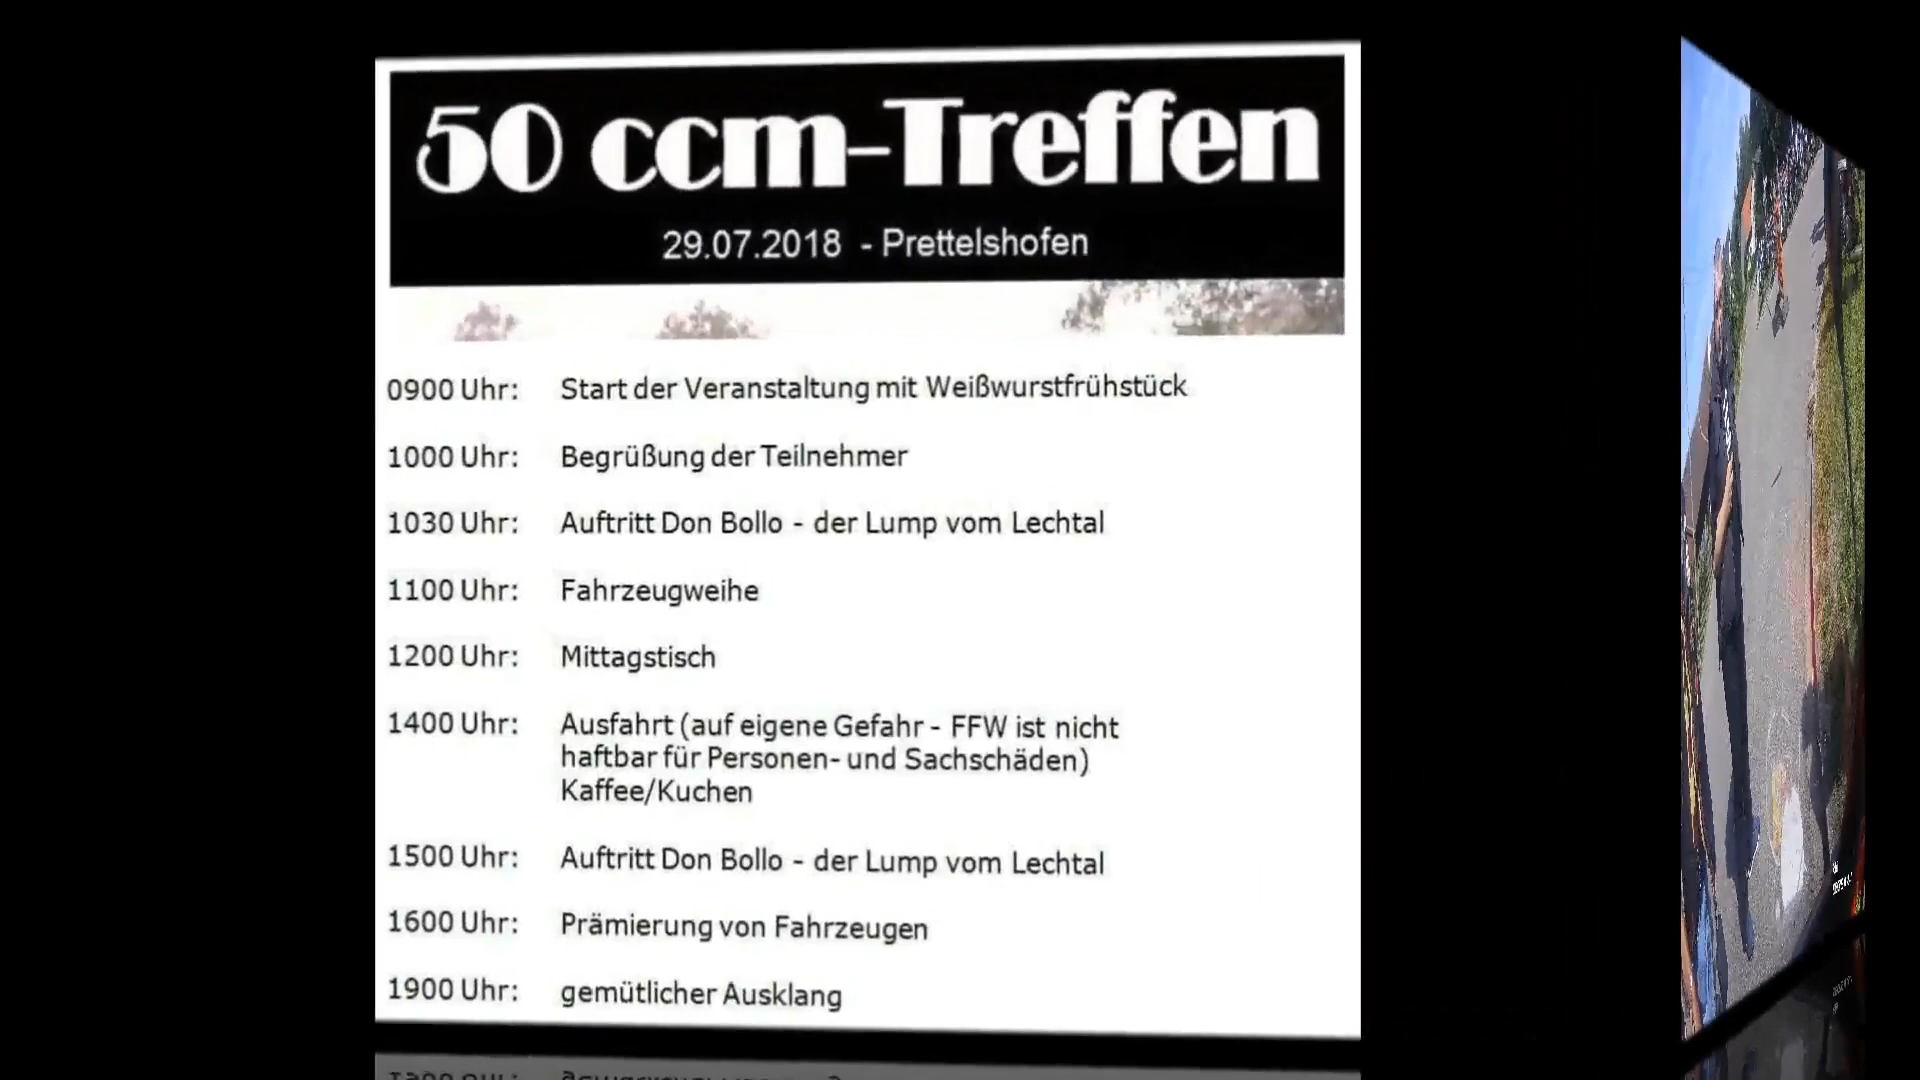 50 ccm-Treffen
29.07.2018 - Prettelshofen
0900 Uhr: Start der Veranstaltung mit Weißwurstfrühstück
1000 Uhr: Begrüßung der Teilnehmer
1030 Uhr: Auftritt Don Bollo - der Lump vom Lechtal
1100 Uhr: Fahrzeugweihe
1200 Uhr: Mittagstisch
1400 Uhr: Ausfahrt (auf eigene Gefahr - FFW ist nicht
haftbar für Personen- und Sachschäden)
Kaffee/Kuchen
1500 Uhr: Auftritt Don Bollo - der Lump vom Lechtal
1600 Uhr: Prämierung von Fahrzeugen
1900 Uhr: gemütlicher Ausklang